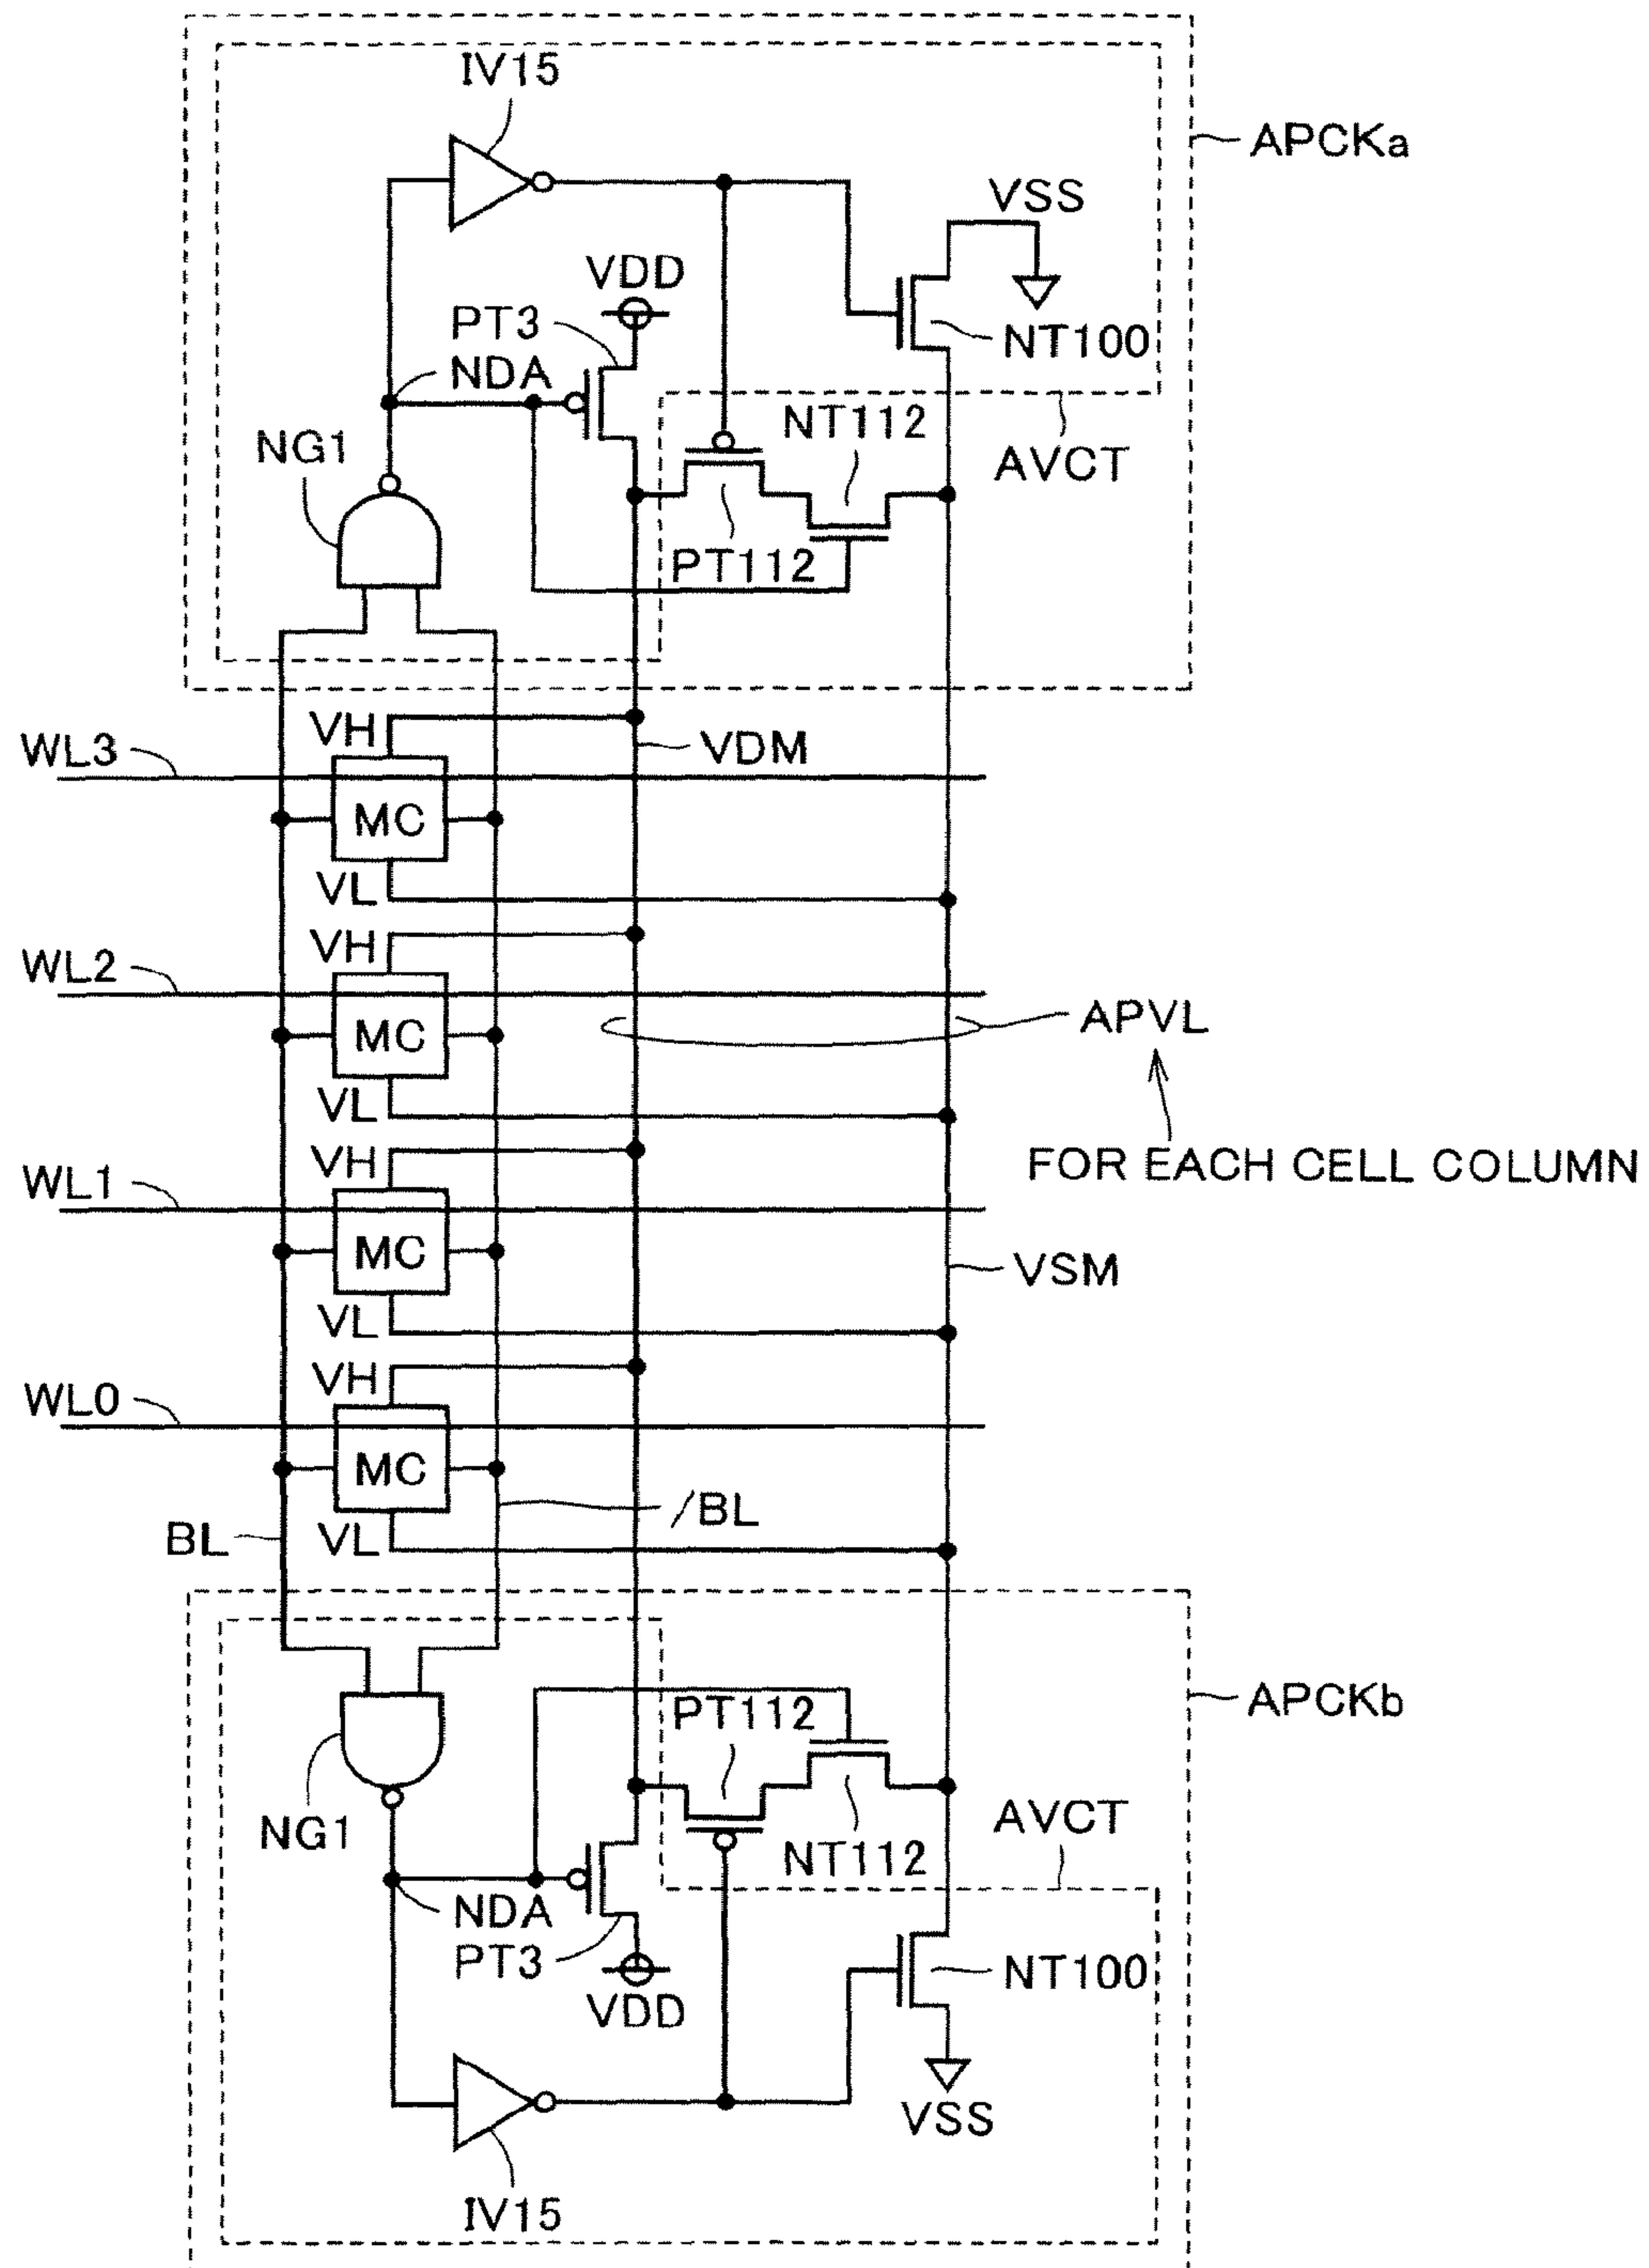 IV15
APCKa
VSS
VDD
PT3
NT100
NDA
NT112
NG1
AVCT
PT112
VH
WL3
VDM
MC
VL
VH
WL2
APVL
MC
VL
VH
FOR EACH CELL COLUMN
WL1
MC
VSM
VL
VH
WL0
MC
/BL
BL
VL
APCKb
PT112
AVCT
NG1
NT112
NDA
PT3
NT100
VDD
VSS
IV15